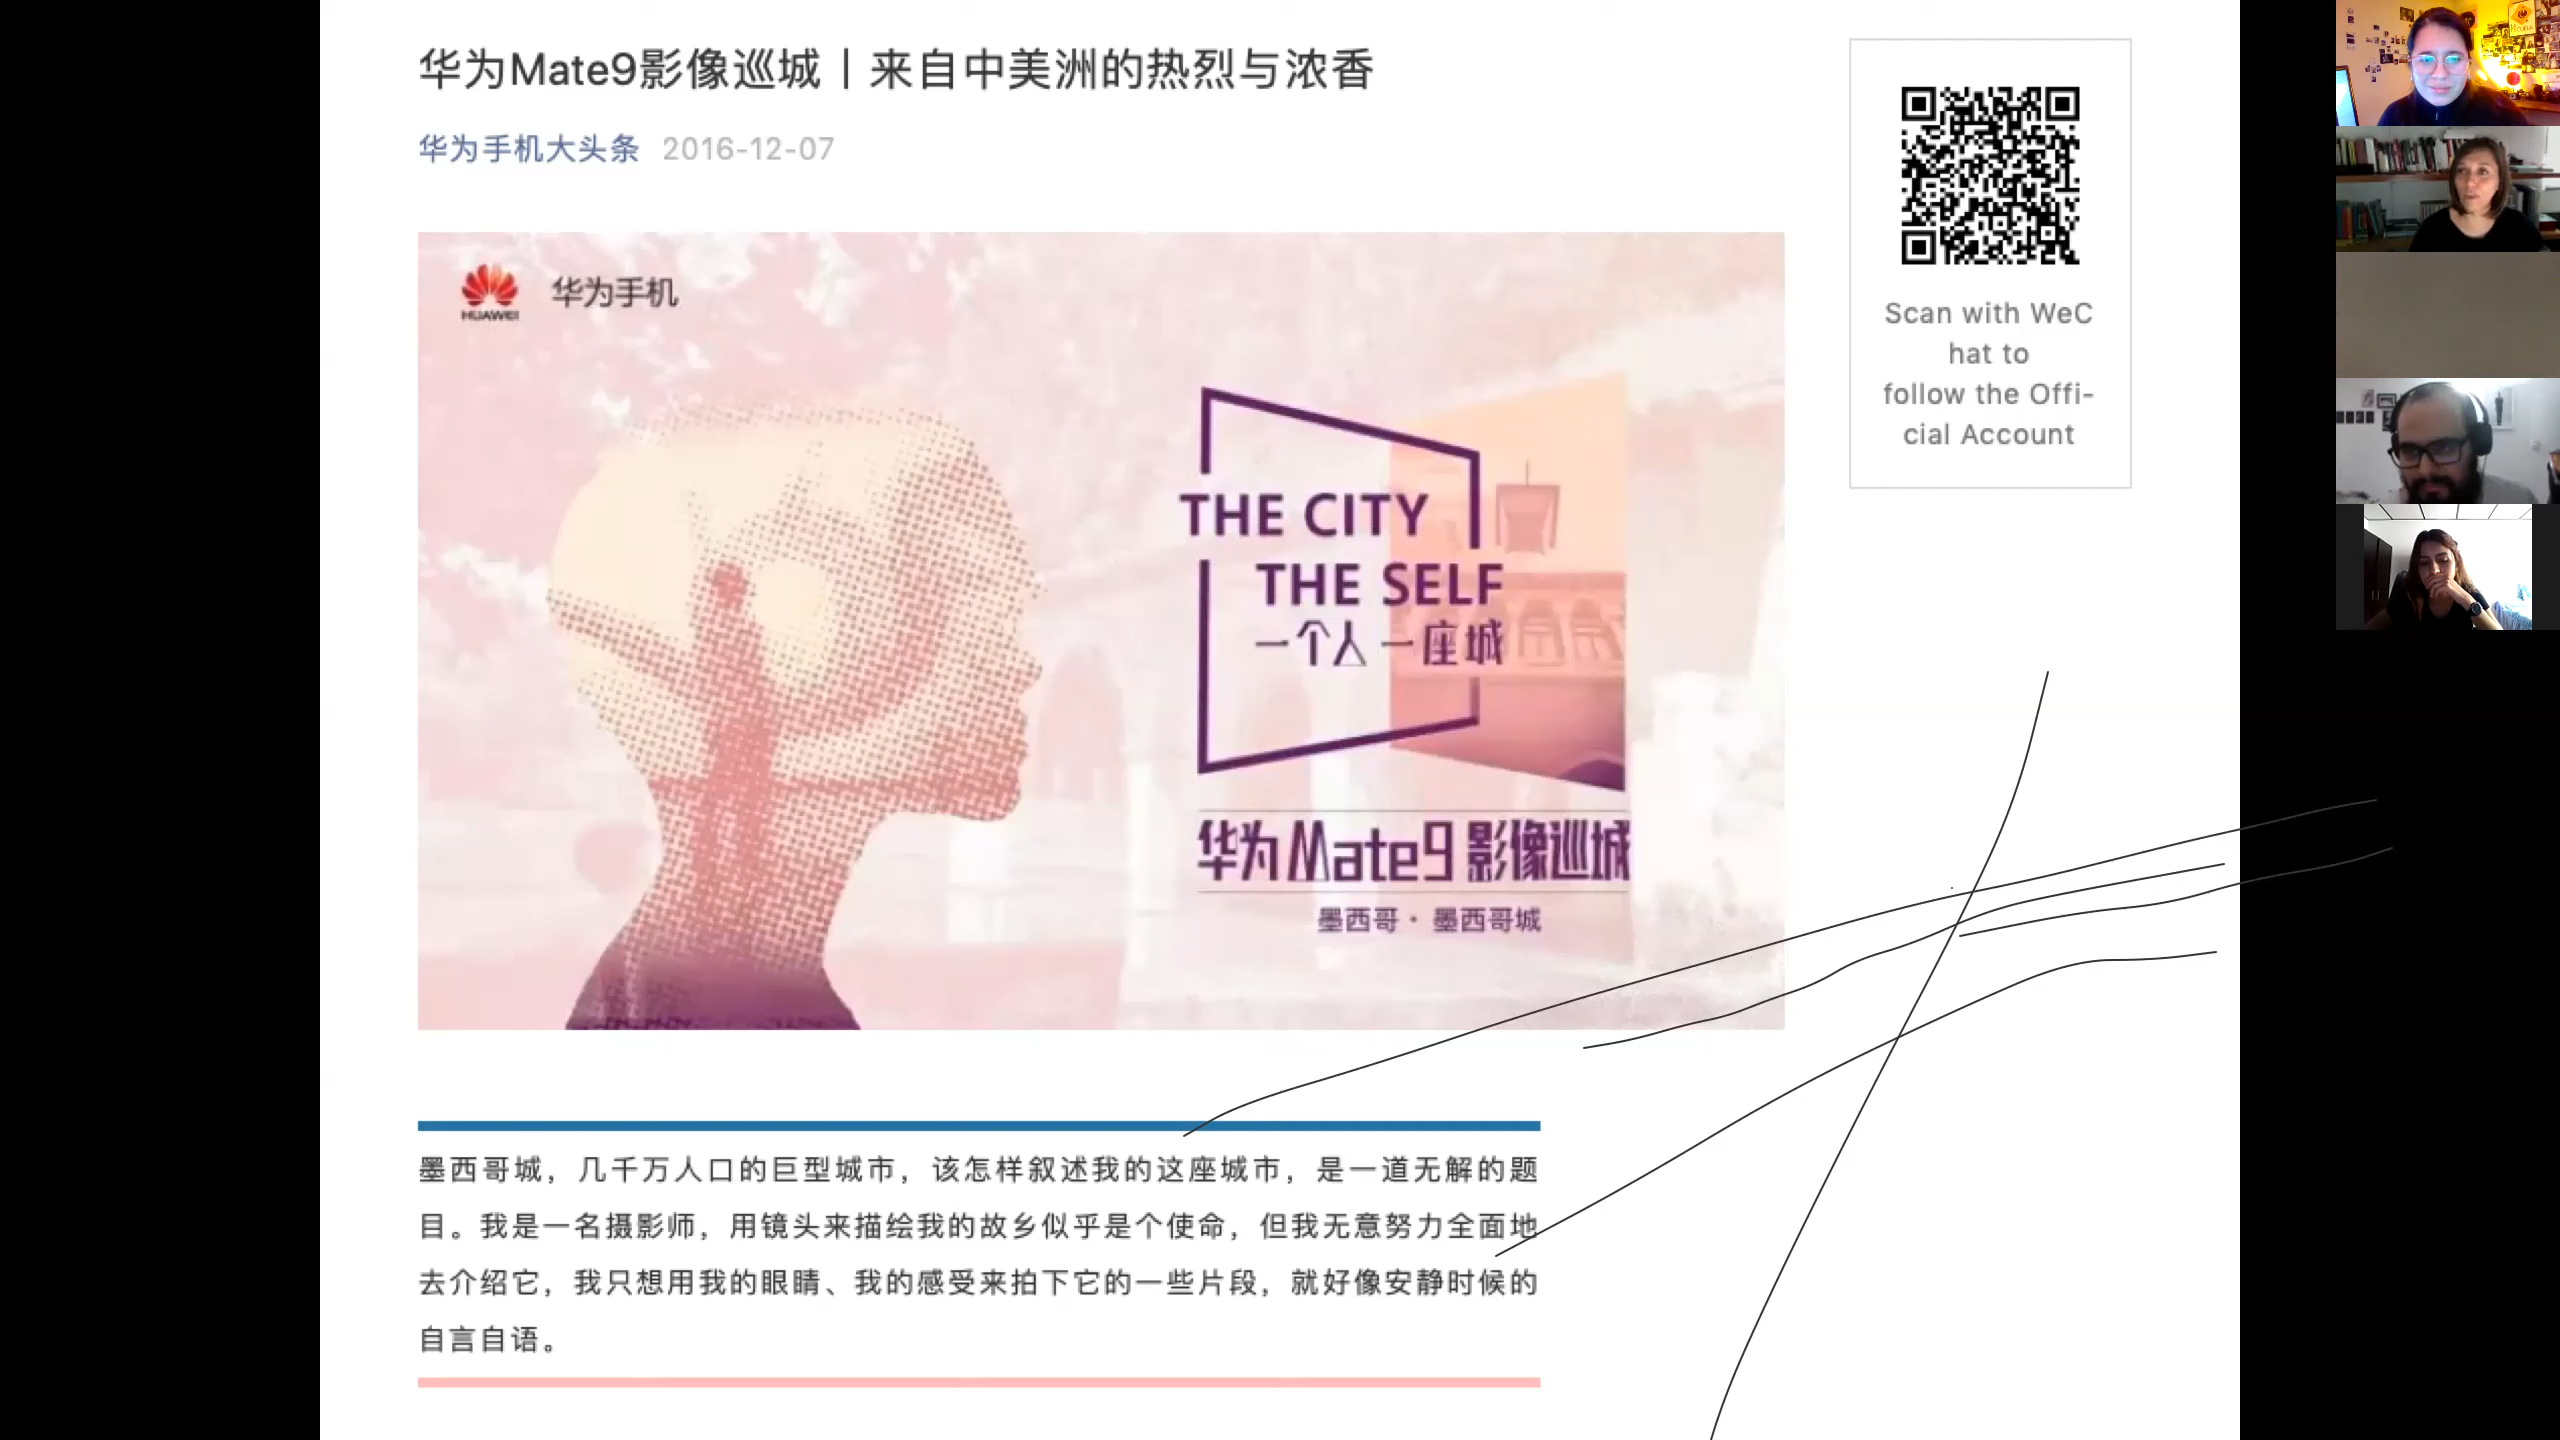 华为Mate9影像巡城丨来自中美洲的热烈与浓香
华为手机大头条 2016-12-07
HUAWEI 华为手机
THE CITY
THE SELF
一个人 一座城
华为Mate9影像巡城
墨西哥 · 墨西哥城
Scan with WeC
hat to
follow the Offi-
cial Account
墨西哥城，几千万人口的巨型城市，该怎样叙述我的这座城市，是一道无解的题
目。我是一名摄影师，用镜头来描绘我的故乡似乎是个使命，但我无意努力全面地
去介绍它，我只想用我的眼睛、我的感受来拍下它的一些片段，就好像安静时候的
自言自语。